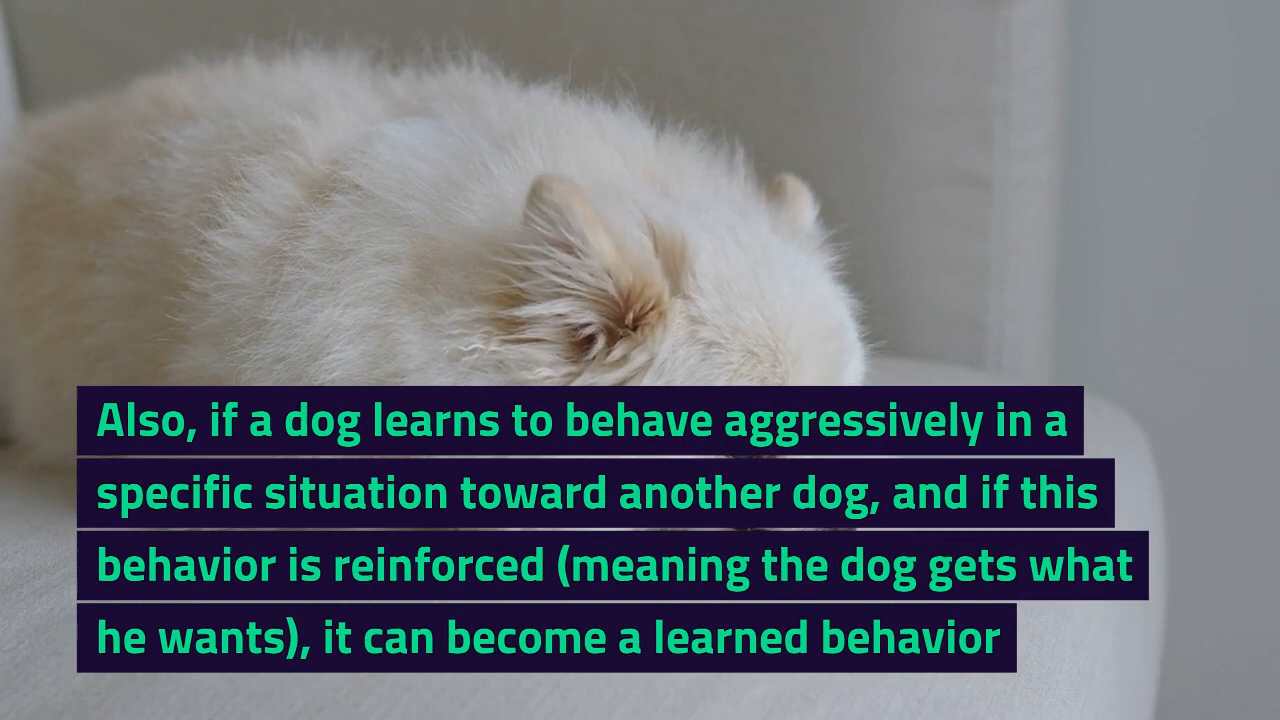 Also, if a dog learns to behave aggressively in a
specific situation toward another dog, and if this
behavior is reinforced (meaning the dog gets what
he wants), it can become a learned behavior